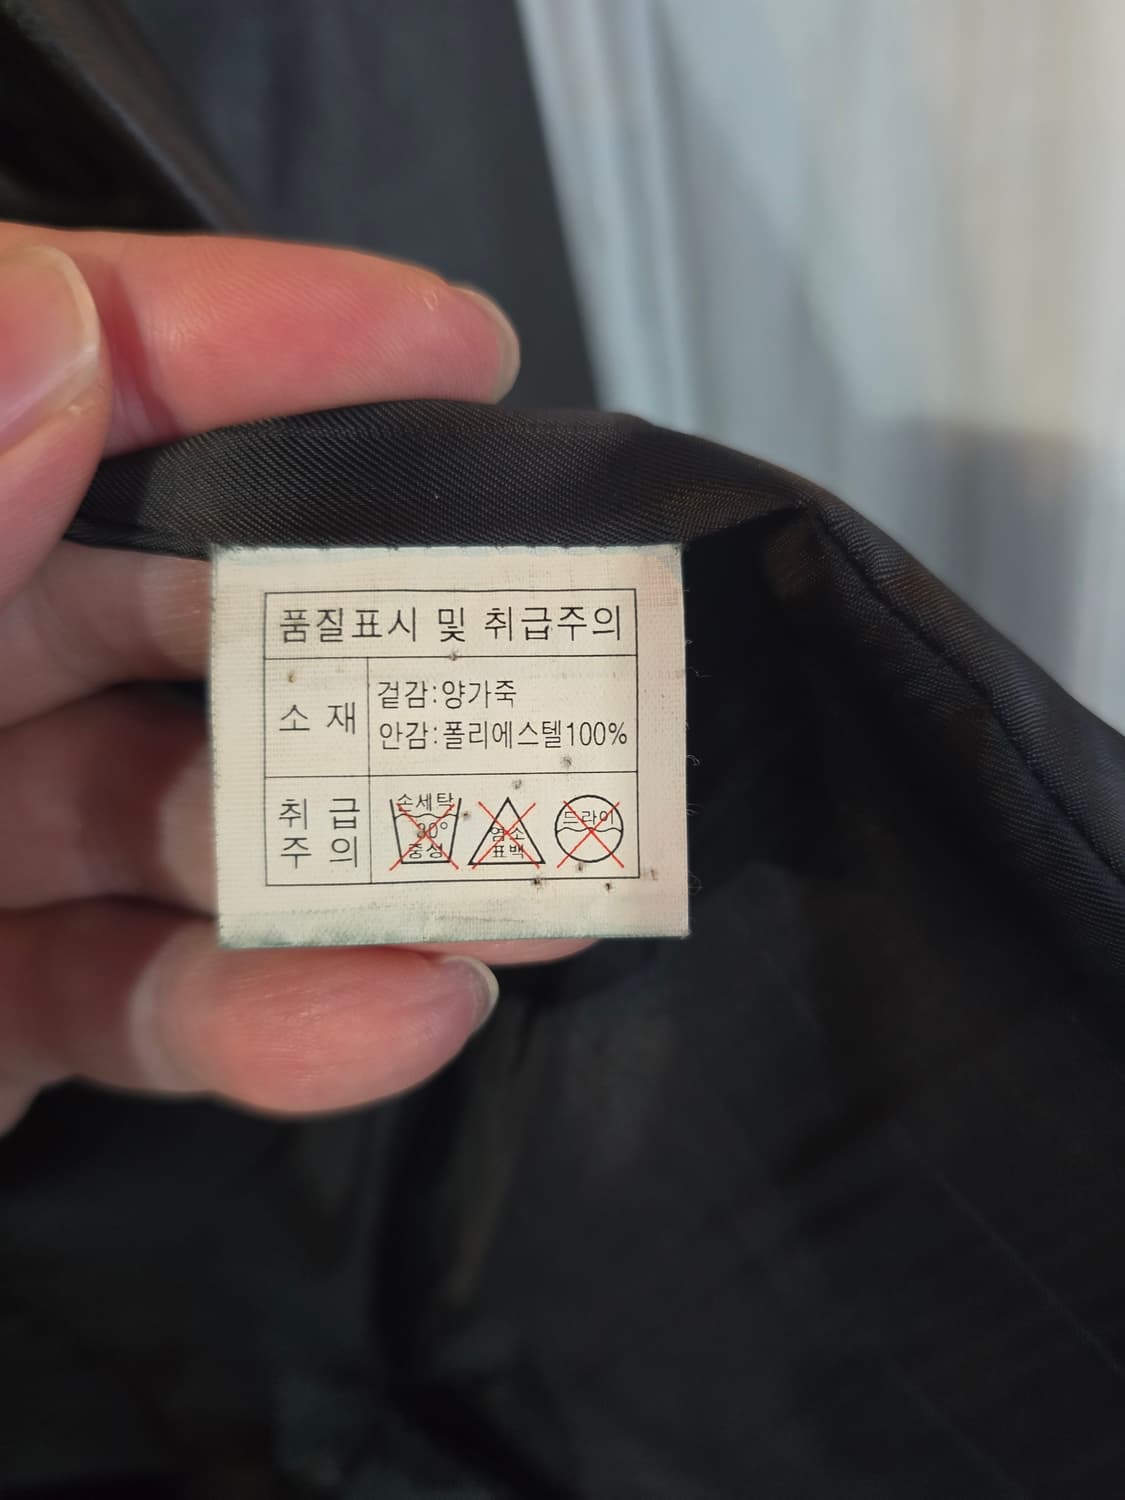 품질표시 및 취급주의
소 재
겉감:양가죽
안감:폴리에스텔100%
취 급
주 의
손세탁
30°
중성
염소
표백
드라이